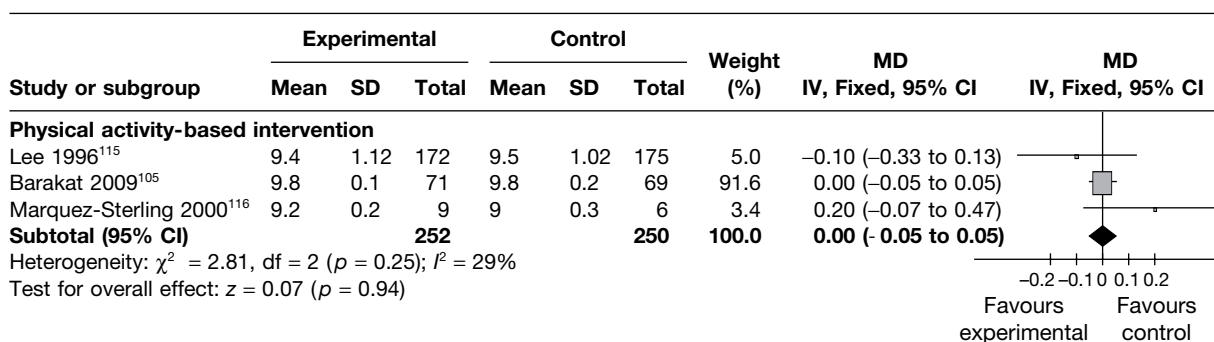 Experimental Control
Weight MD MD
Study or subgroup Mean SD Total Mean SD Total (%) IV, Fixed, 95% CI IV, Fixed, 95% CI
Physical activity-based intervention
Lee 1996115 9.4 1.12 172 9.5 1.02 175 5.0 −0.10 (−0.33 to 0.13)
Barakat 2009105 9.8 0.1 71 9.8 0.2 69 91.6 0.00 (−0.05 to 0.05)
Marquez-Sterling 2000116 9.2 0.2 9 9 0.3 6 3.4 0.20 (−0.07 to 0.47)
Subtotal (95% CI) 252 250 100.0 0.00 (- 0.05 to 0.05)
Heterogeneity: χ2 = 2.81, df = 2 (p = 0.25); I2 = 29%
Test for overall effect: z = 0.07 (p = 0.94)
−0.2 −0.1 0 0.1 0.2
Favours Favours
experimental control